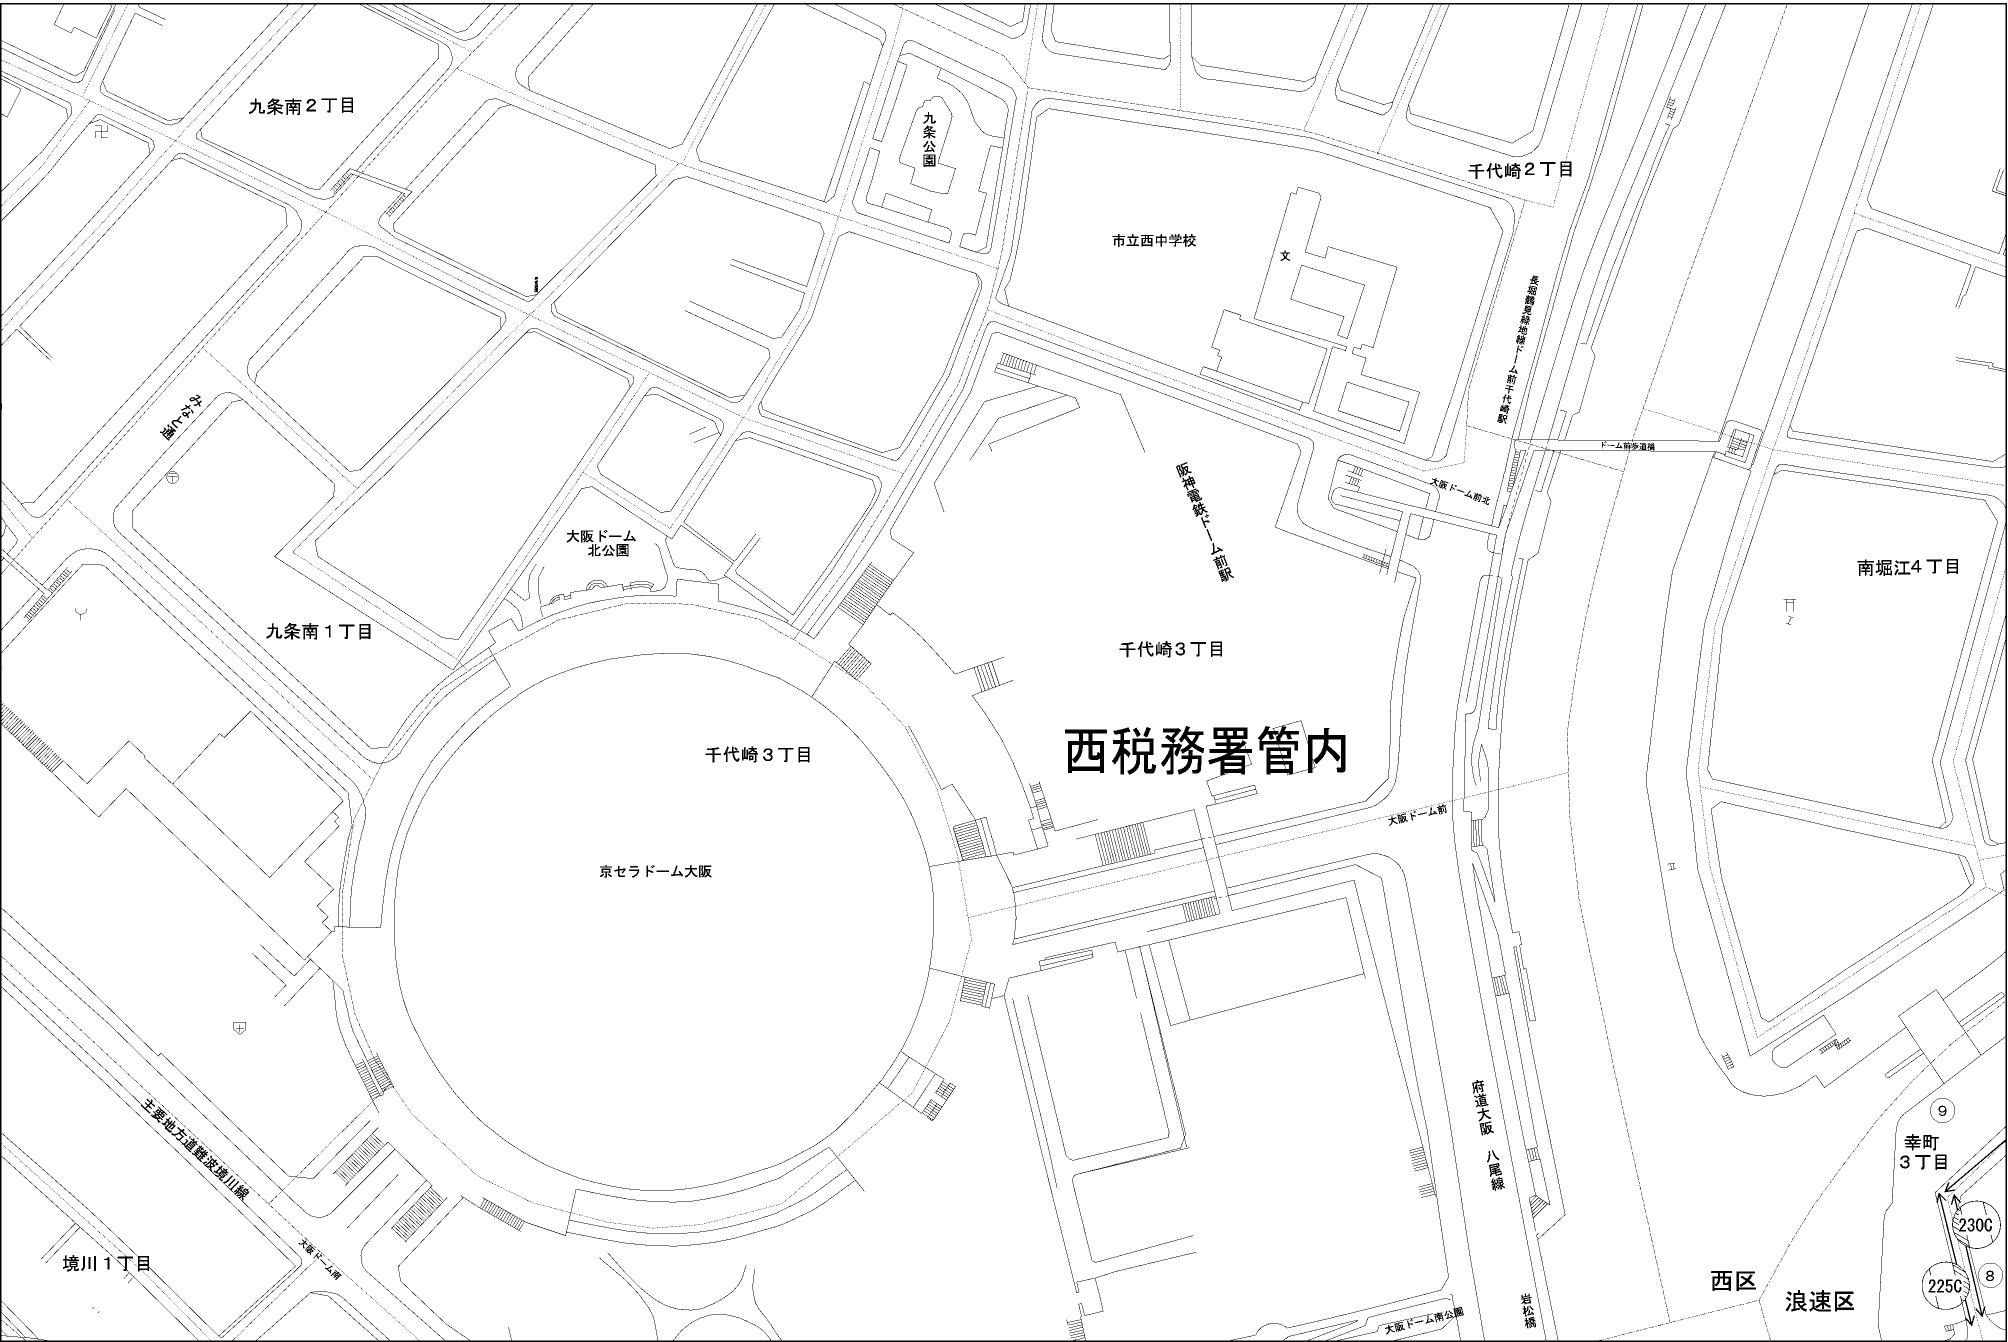 九条南２丁目
九条公園
千代崎２丁目
市立西中学校
文
長堀鶴見緑地線ドーム前千代崎駅
みなと通
ドーム前歩道橋
阪神電鉄ドーム前駅
大阪ドーム前北
大阪ドーム
北公園
南堀江４丁目
九条南１丁目
千代崎３丁目
西税務署管内
千代崎３丁目
大阪ドーム前
京セラドーム大阪
主要地方道難波境川線
府道大阪 八尾線
⑨
幸町
３丁目
230C
225C
⑧
境川１丁目
大阪ドーム南
西区
浪速区
岩松橋
大阪ドーム南公園